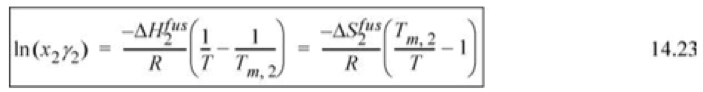 ln(x₂γ₂) = −ΔH₂ᶠᵘˢ/R (1/T − 1/Tₘ,₂) = −ΔS₂ᶠᵘˢ/R (Tₘ,₂/T − 1) 14.23